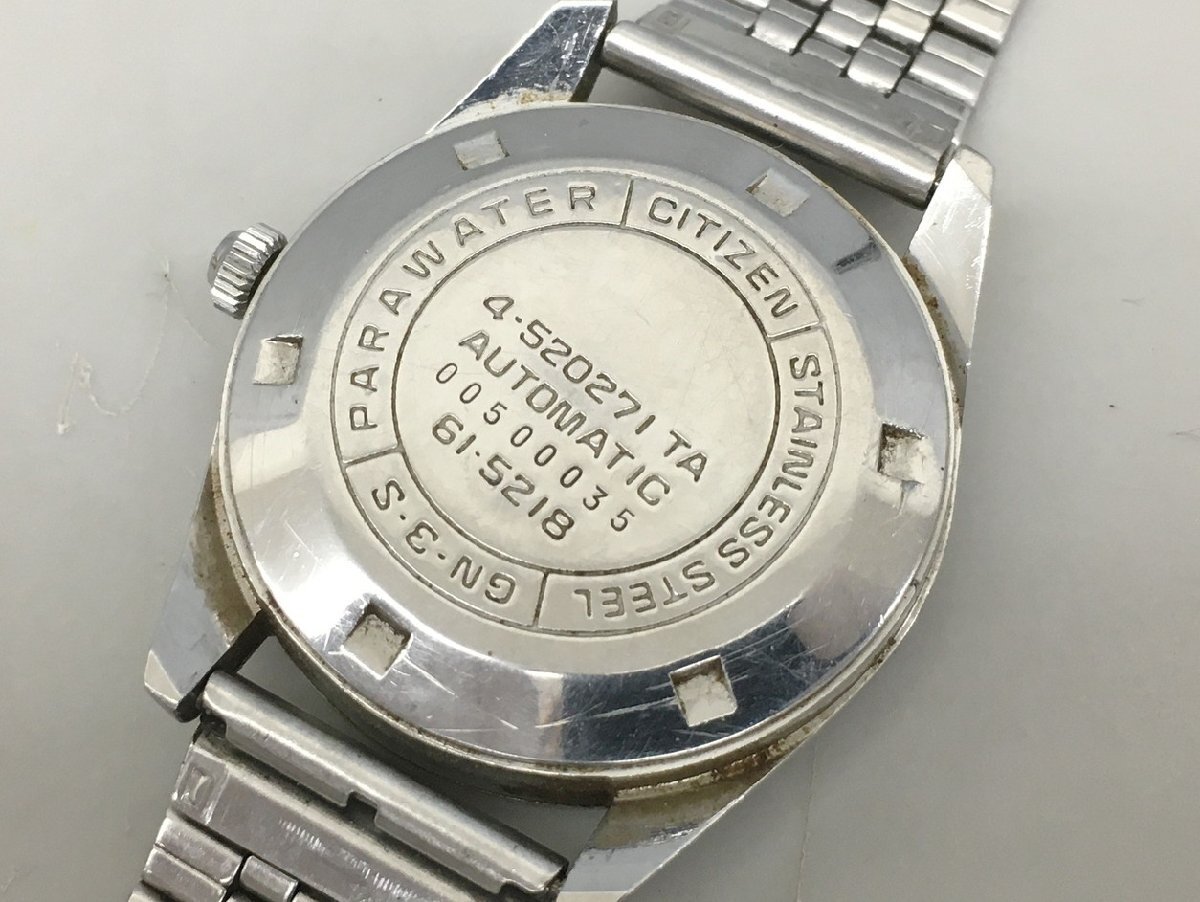 PARAWATER
CITIZEN
STAINLESS STEEL
GN-3-S
4-520271 TA
AUTOMATIC
00500035
61-5218